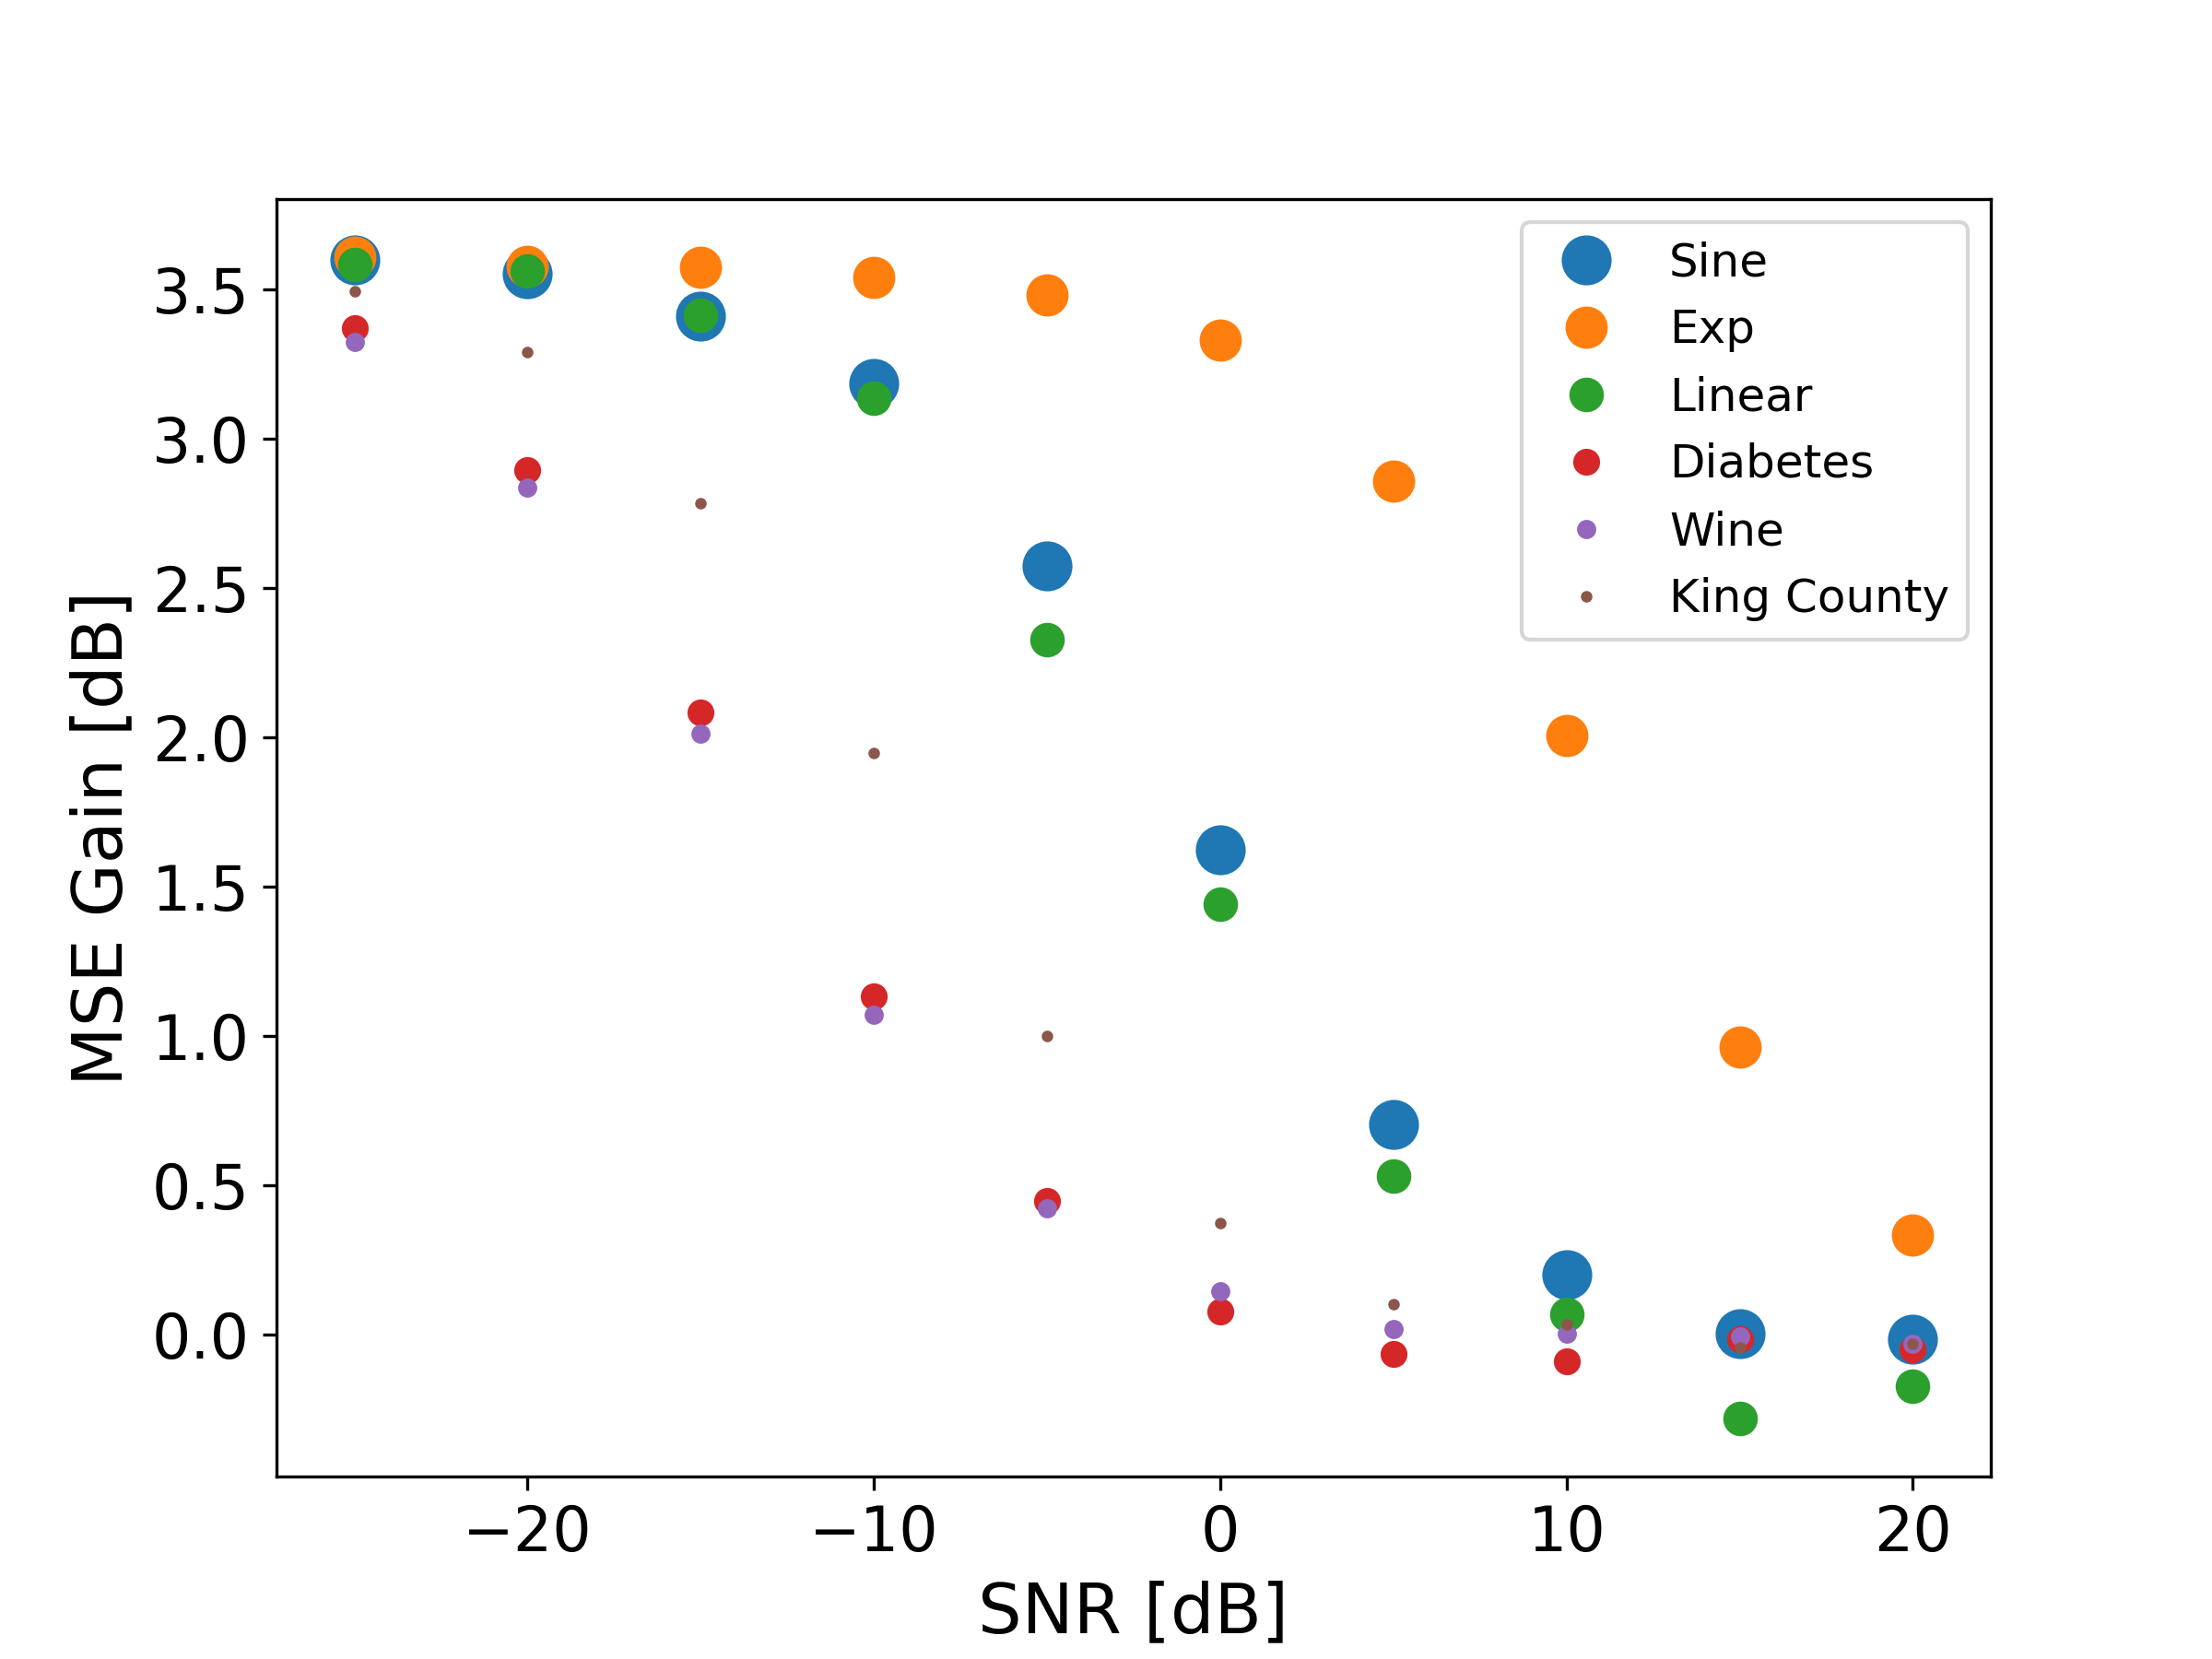 Sine
Exp
Linear
Diabetes
Wine
King County
3.5
3.0
2.5
2.0
1.5
1.0
0.5
0.0
MSE Gain [dB]
−20 −10 0 10 20
SNR [dB]